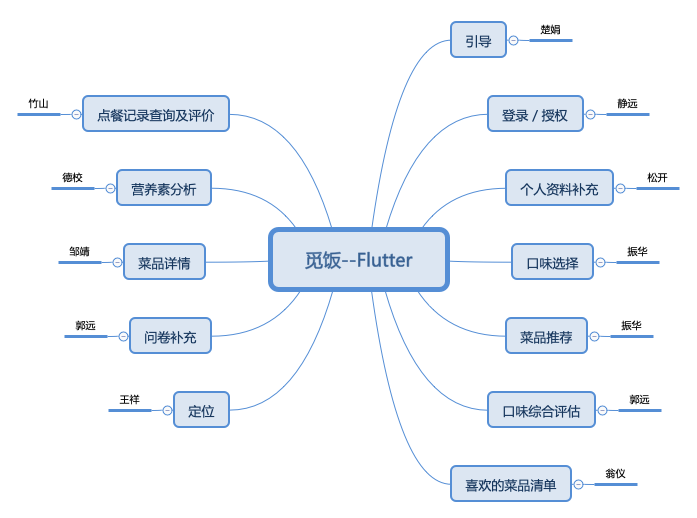 觅饭--Flutter
引导
楚娟
登录 / 授权
静远
个人资料补充
松开
口味选择
振华
菜品推荐
振华
口味综合评估
郭远
喜欢的菜品清单
翁仪
点餐记录查询及评价
竹山
营养素分析
德校
菜品详情
邹靖
问卷补充
郭远
定位
王祥